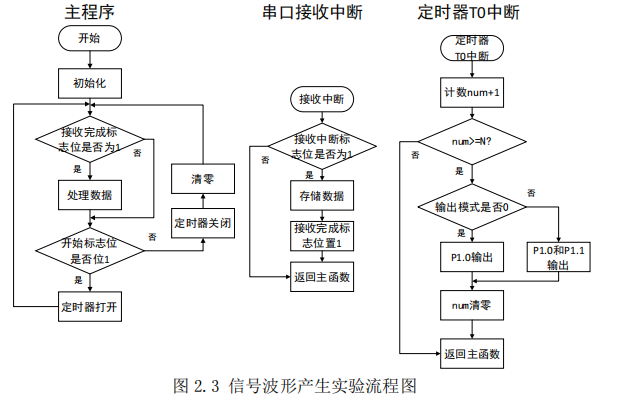 主程序
开始
初始化
接收完成标
志位是否为1
否
是
处理数据
清零
定时器关闭
开始标志位
是否位1
否
是
定时器打开
串口接收中断
接收中断
接收中断标
志位是否为1
否
是
存储数据
接收完成标
志位置1
返回主函数
定时器T0中断
定时器
T0中断
计数num+1
num>=N?
否
是
输出模式是否0
否
是
P1.0输出
P1.0和P1.1
输出
num清零
返回主函数
图 2.3 信号波形产生实验流程图